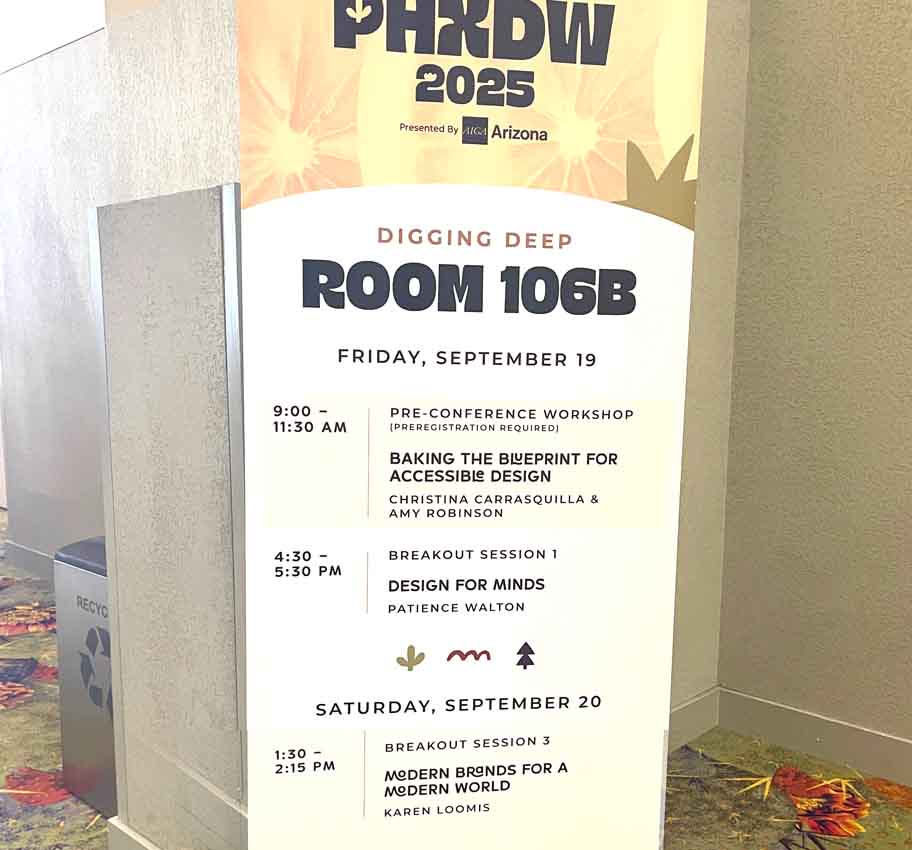 PHXDW
2025
Presented By AIGA Arizona
DIGGING DEEP
ROOM 106B
FRIDAY, SEPTEMBER 19
9:00 –
11:30 AM
PRE-CONFERENCE WORKSHOP
(PREREGISTRATION REQUIRED)
BAKING THE BLUEPRINT FOR
ACCESSIBLE DESIGN
CHRISTINA CARRASQUILLA &
AMY ROBINSON
4:30 –
5:30 PM
BREAKOUT SESSION 1
DESIGN FOR MINDS
PATIENCE WALTON
SATURDAY, SEPTEMBER 20
1:30 –
2:15 PM
BREAKOUT SESSION 3
MODERN BRANDS FOR A
MODERN WORLD
KAREN LOOMIS
RECYC